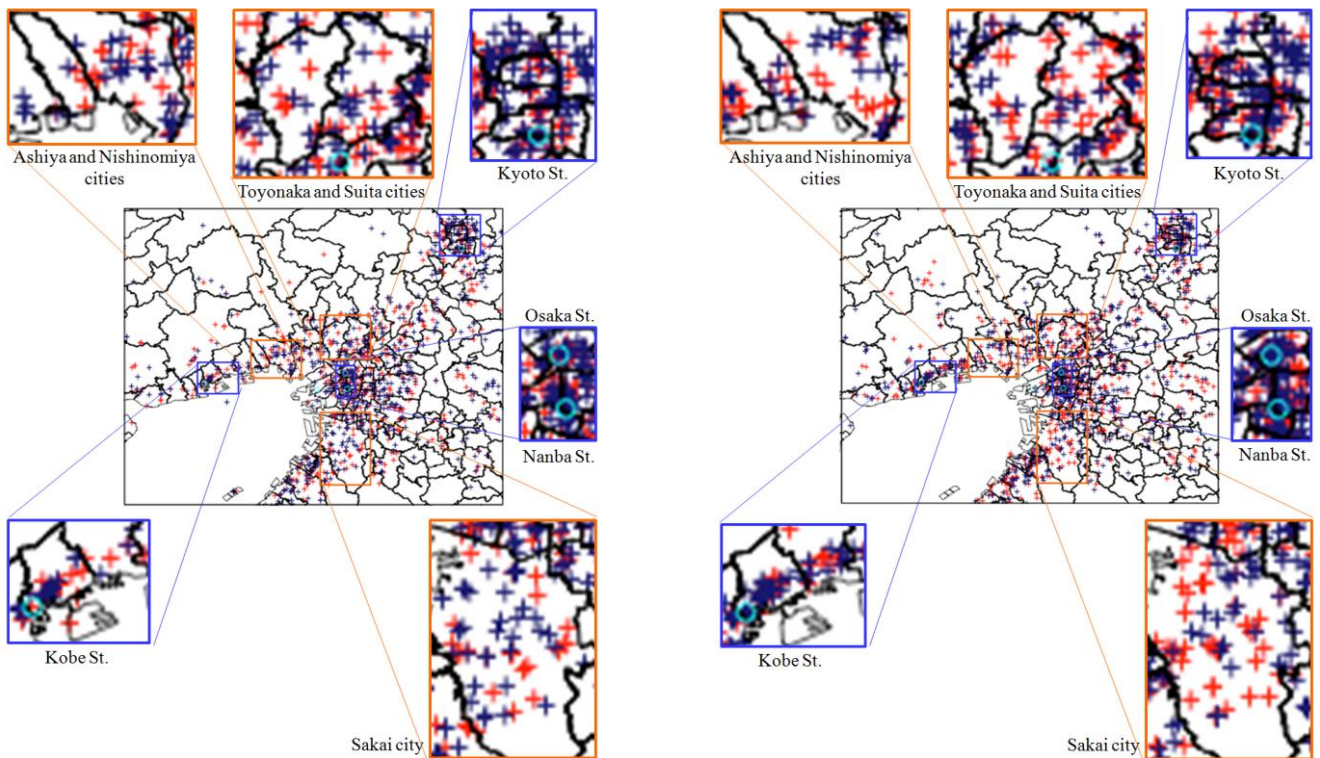 Ashiya and Nishinomiya
cities
Toyonaka and Suita cities
Kyoto St.
Osaka St.
Nanba St.
Kobe St.
Sakai city
Ashiya and Nishinomiya
cities
Toyonaka and Suita cities
Kyoto St.
Osaka St.
Nanba St.
Kobe St.
Sakai city